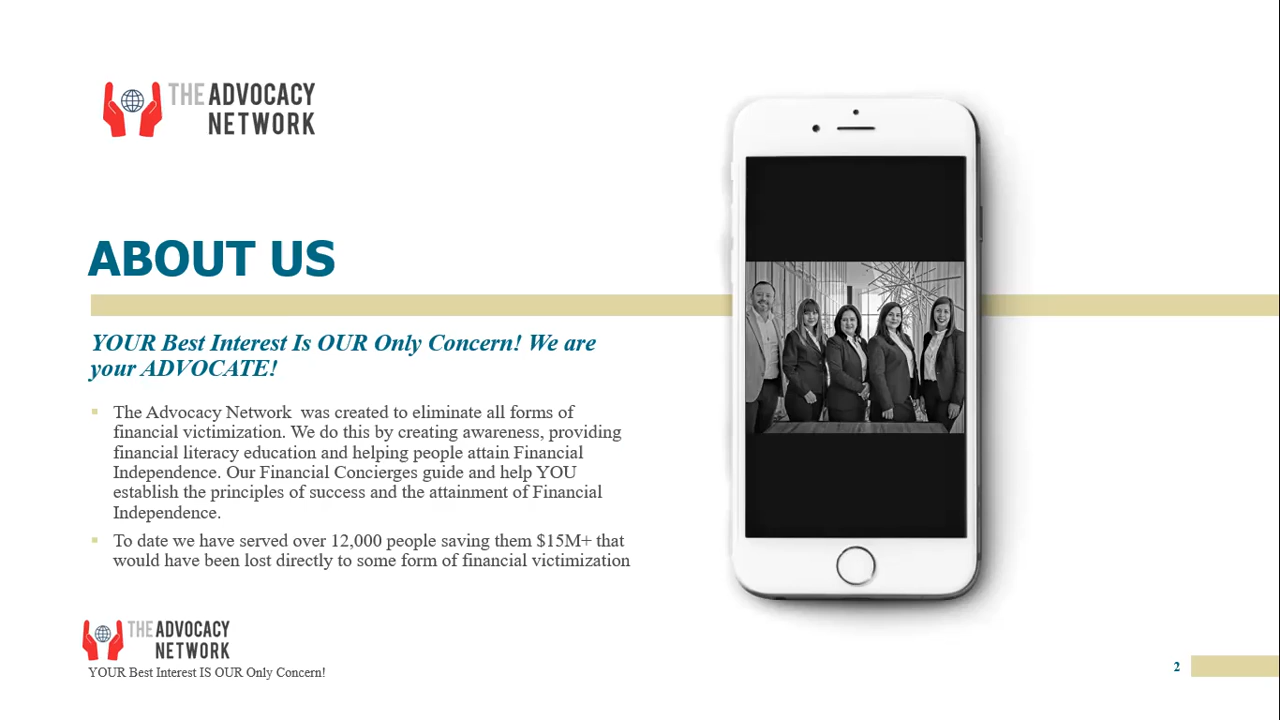 THE ADVOCACY
NETWORK
ABOUT US
YOUR Best Interest Is OUR Only Concern! We are
your ADVOCATE!
The Advocacy Network  was created to eliminate all forms of
financial victimization. We do this by creating awareness, providing
financial literacy education and helping people attain Financial
Independence. Our Financial Concierges guide and help YOU
establish the principles of success and the attainment of Financial
Independence.
To date we have served over 12,000 people saving them $15M+ that
would have been lost directly to some form of financial victimization
THE ADVOCACY
NETWORK
YOUR Best Interest IS OUR Only Concern!
2